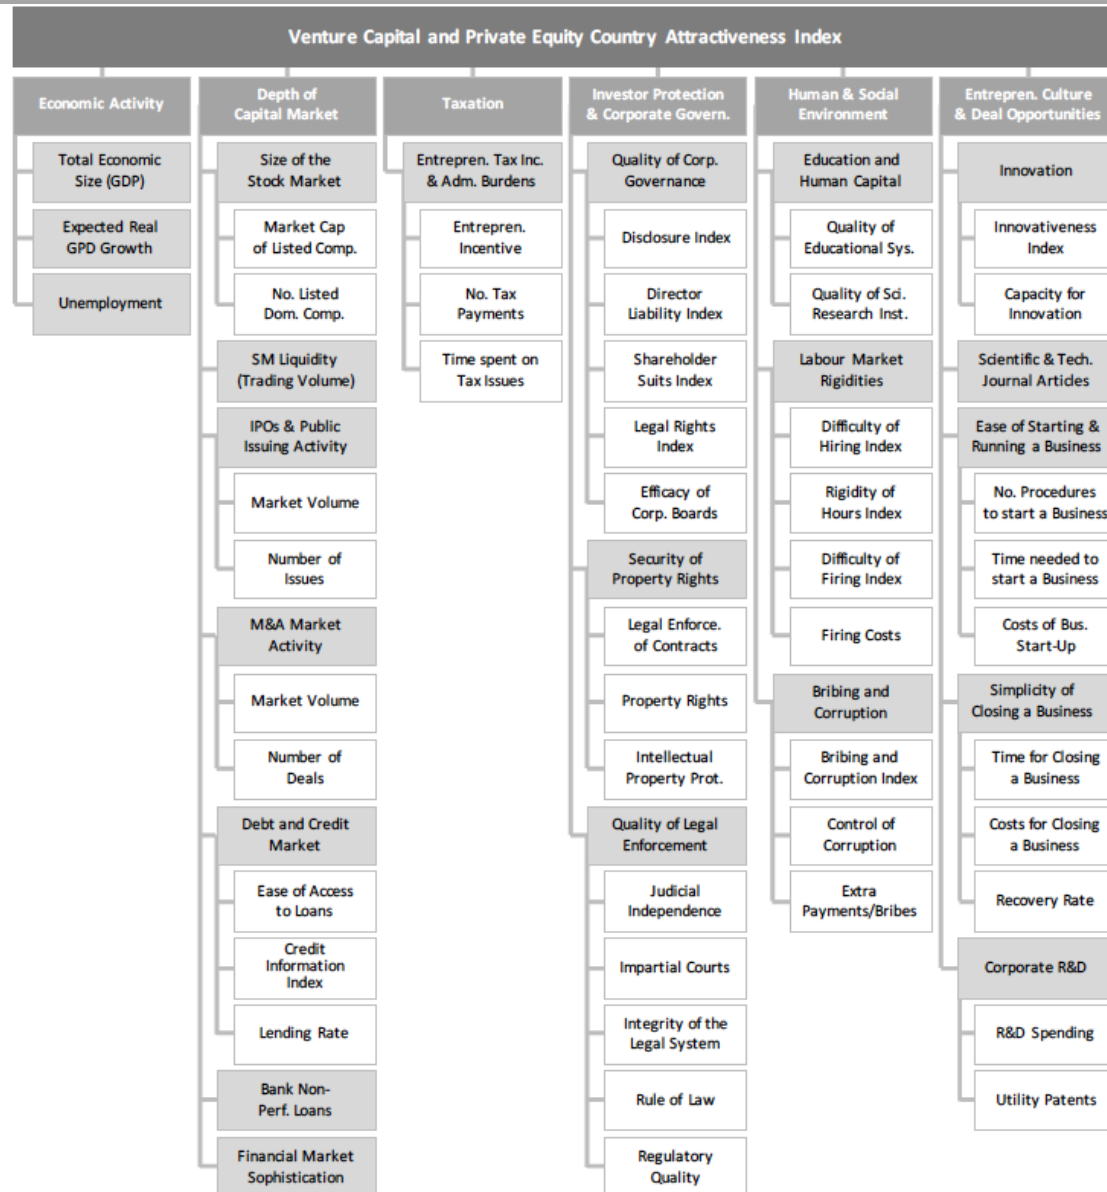 Venture Capital and Private Equity Country Attractiveness Index
Economic Activity
Total Economic
Size (GDP)
Expected Real
GPD Growth
Unemployment
Depth of
Capital Market
Size of the
Stock Market
Market Cap
of Listed Comp.
No. Listed
Dom. Comp.
SM Liquidity
(Trading Volume)
IPOs & Public
Issuing Activity
Market Volume
Number of
Issues
M&A Market
Activity
Market Volume
Number of
Deals
Debt and Credit
Market
Ease of Access
to Loans
Credit
Information
Index
Lending Rate
Bank Non-
Perf. Loans
Financial Market
Sophistication
Taxation
Entrepren. Tax Inc.
& Adm. Burdens
Entrepren.
Incentive
No. Tax
Payments
Time spent on
Tax Issues
Investor Protection
& Corporate Govern.
Quality of Corp.
Governance
Disclosure Index
Director
Liability Index
Shareholder
Suits Index
Legal Rights
Index
Efficacy of
Corp. Boards
Security of
Property Rights
Legal Enforce.
of Contracts
Property Rights
Intellectual
Property Prot.
Quality of Legal
Enforcement
Judicial
Independence
Impartial Courts
Integrity of the
Legal System
Rule of Law
Regulatory
Quality
Human & Social
Environment
Education and
Human Capital
Quality of
Educational Sys.
Quality of Sci.
Research Inst.
Labour Market
Rigidities
Difficulty of
Hiring Index
Rigidity of
Hours Index
Difficulty of
Firing Index
Firing Costs
Bribing and
Corruption
Bribing and
Corruption Index
Control of
Corruption
Extra
Payments/Bribes
Entrepren. Culture
& Deal Opportunities
Innovation
Innovativeness
Index
Capacity for
Innovation
Scientific & Tech.
Journal Articles
Ease of Starting &
Running a Business
No. Procedures
to start a Business
Time needed to
start a Business
Costs of Bus.
Start-Up
Simplicity of
Closing a Business
Time for Closing
a Business
Costs for Closing
a Business
Recovery Rate
Corporate R&D
R&D Spending
Utility Patents